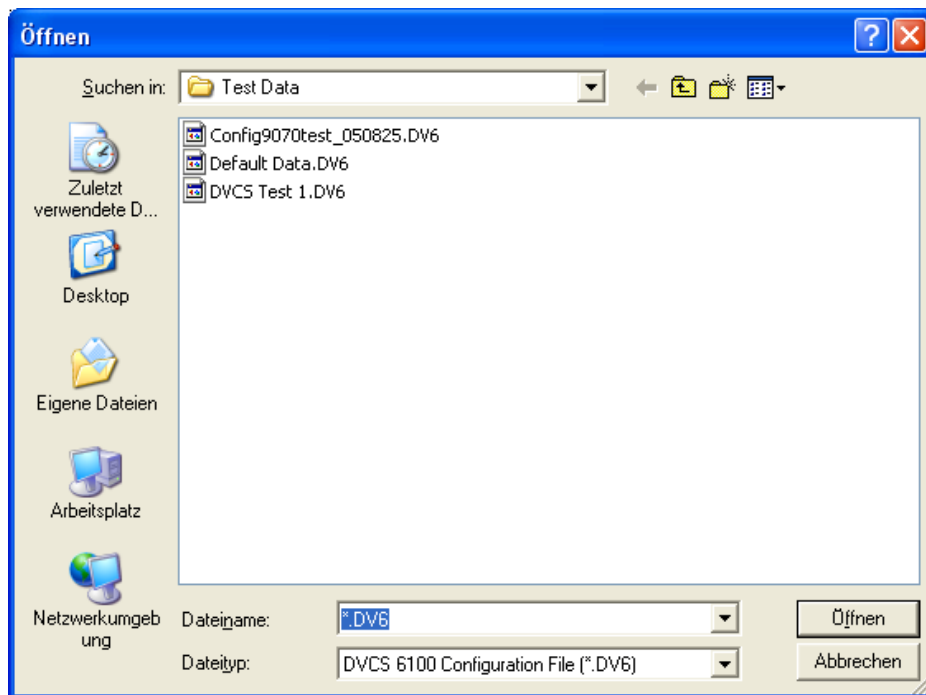 Öffnen
Suchen in:
Test Data
Config9070test_050825.DV6
Default Data.DV6
DVCS Test 1.DV6
Zuletzt
verwendete D...
Desktop
Eigene Dateien
Arbeitsplatz
Netzwerkumgeb
ung
Dateiname:
*.DV6
Öffnen
Dateityp:
DVCS 6100 Configuration File (*.DV6)
Abbrechen